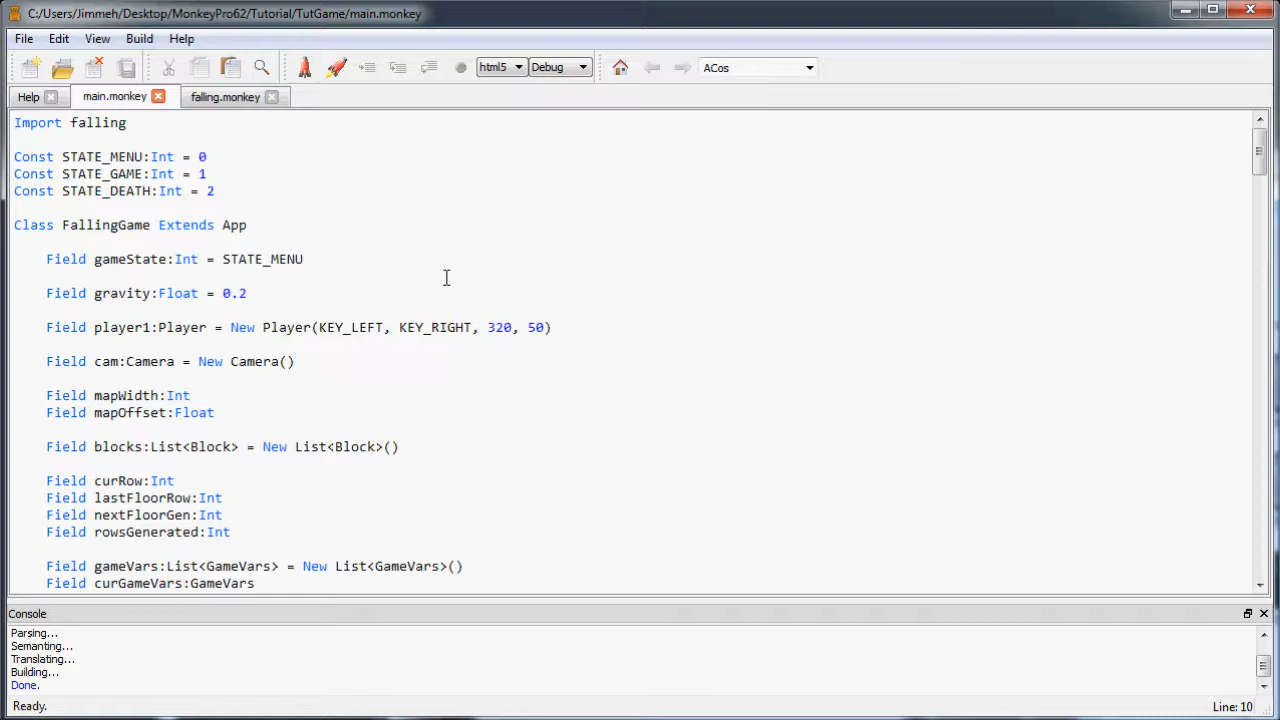 C:/Users/Jimmeh/Desktop/MonkeyPro62/Tutorial/TutGame/main.monkey
File Edit View Build Help
html5 Debug ACos
Help main.monkey falling.monkey
Import falling
Const STATE_MENU:Int = 0
Const STATE_GAME:Int = 1
Const STATE_DEATH:Int = 2
Class FallingGame Extends App
Field gameState:Int = STATE_MENU
Field gravity:Float = 0.2
Field player1:Player = New Player(KEY_LEFT, KEY_RIGHT, 320, 50)
Field cam:Camera = New Camera()
Field mapWidth:Int
Field mapOffset:Float
Field blocks:List<Block> = New List<Block>()
Field curRow:Int
Field lastFloorRow:Int
Field nextFloorGen:Int
Field rowsGenerated:Int
Field gameVars:List<GameVars> = New List<GameVars>()
Field curGameVars:GameVars
Console
Parsing...
Semanting...
Translating...
Building...
Done.
Ready. Line: 10